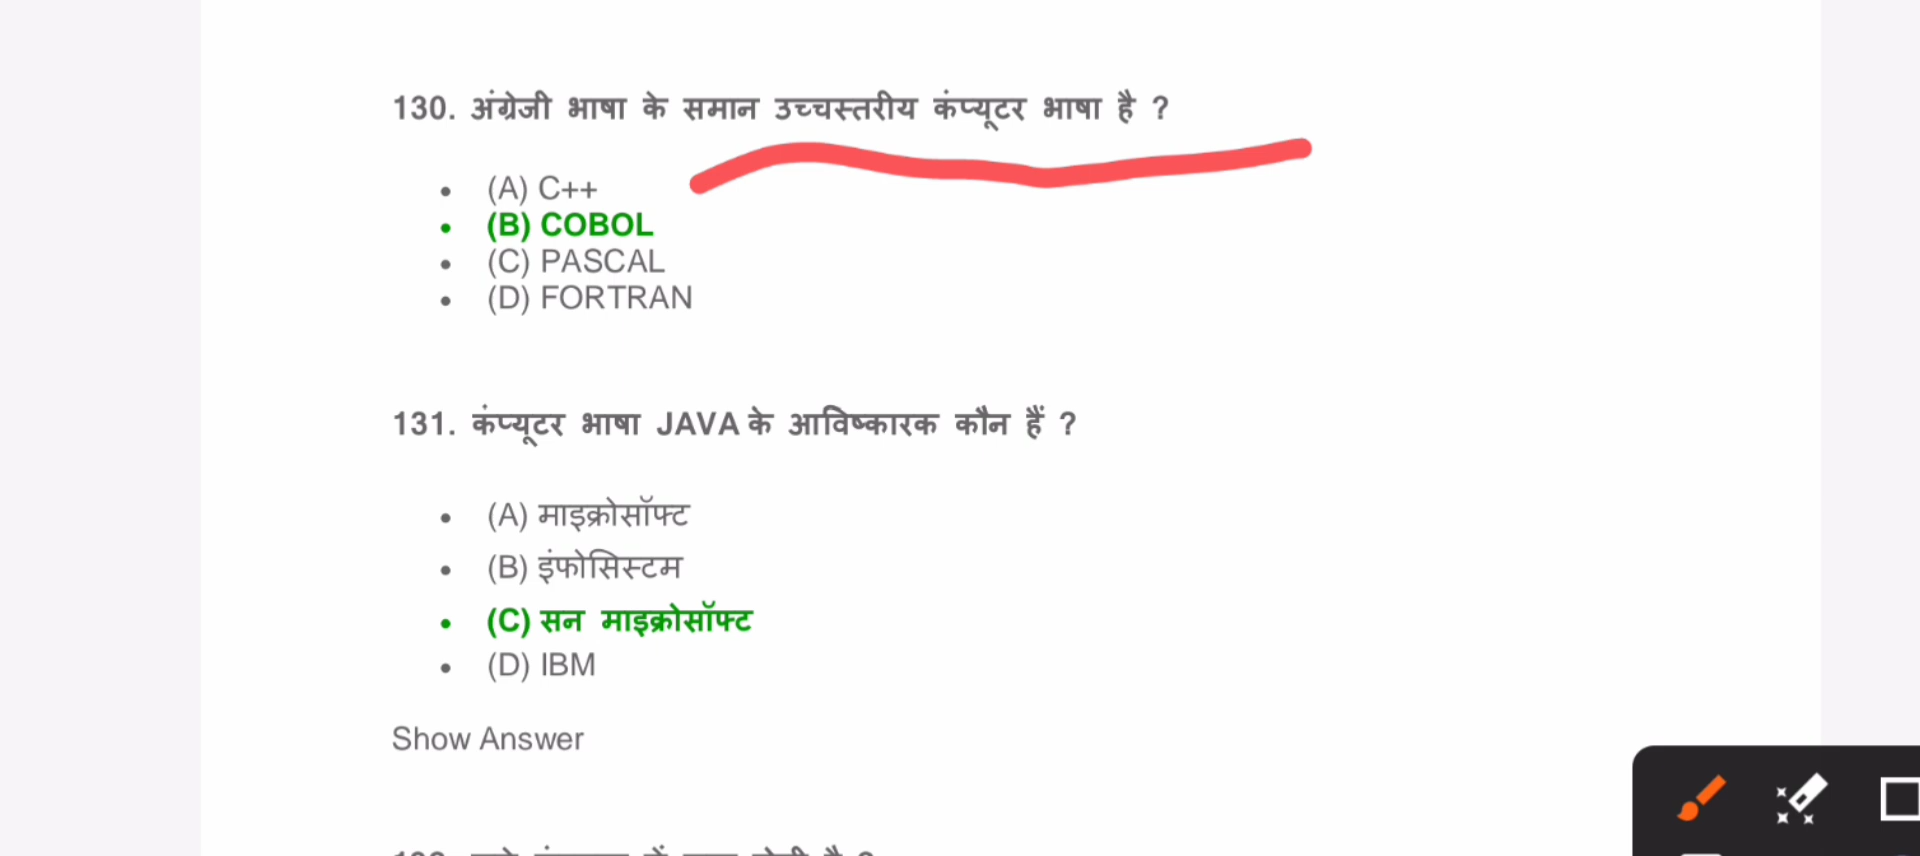 130. अंग्रेजी भाषा के समान उच्चस्तरीय कंप्यूटर भाषा है ?
(A) C++
(B) COBOL
(C) PASCAL
(D) FORTRAN
131. कंप्यूटर भाषा JAVA के आविष्कारक कौन हैं ?
(A) माइक्रोसॉफ्ट
(B) इंफोसिस्टम
(C) सन माइक्रोसॉफ्ट
(D) IBM
Show Answer